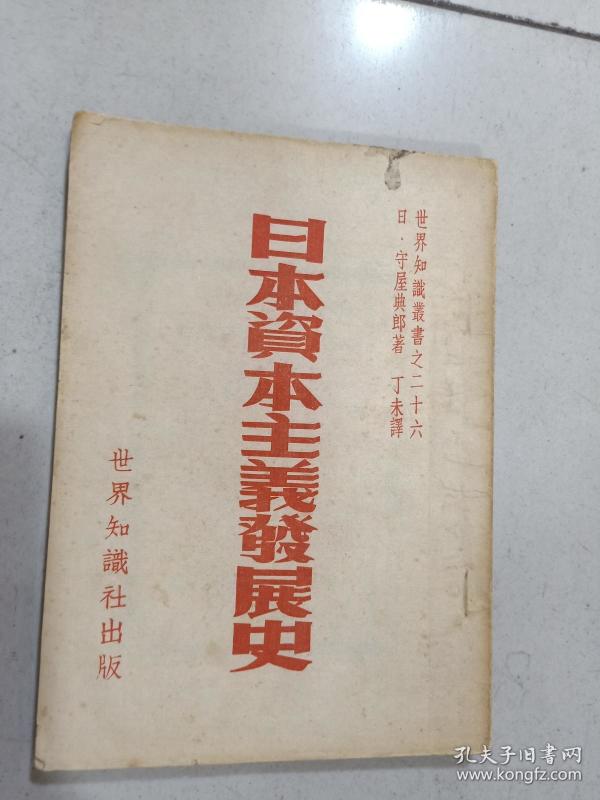 世界知識叢書之二十六
日·守屋典郎著 丁未譯
日本資本主義發展史
世界知識社出版
孔夫子旧书网
www.kongfz.com